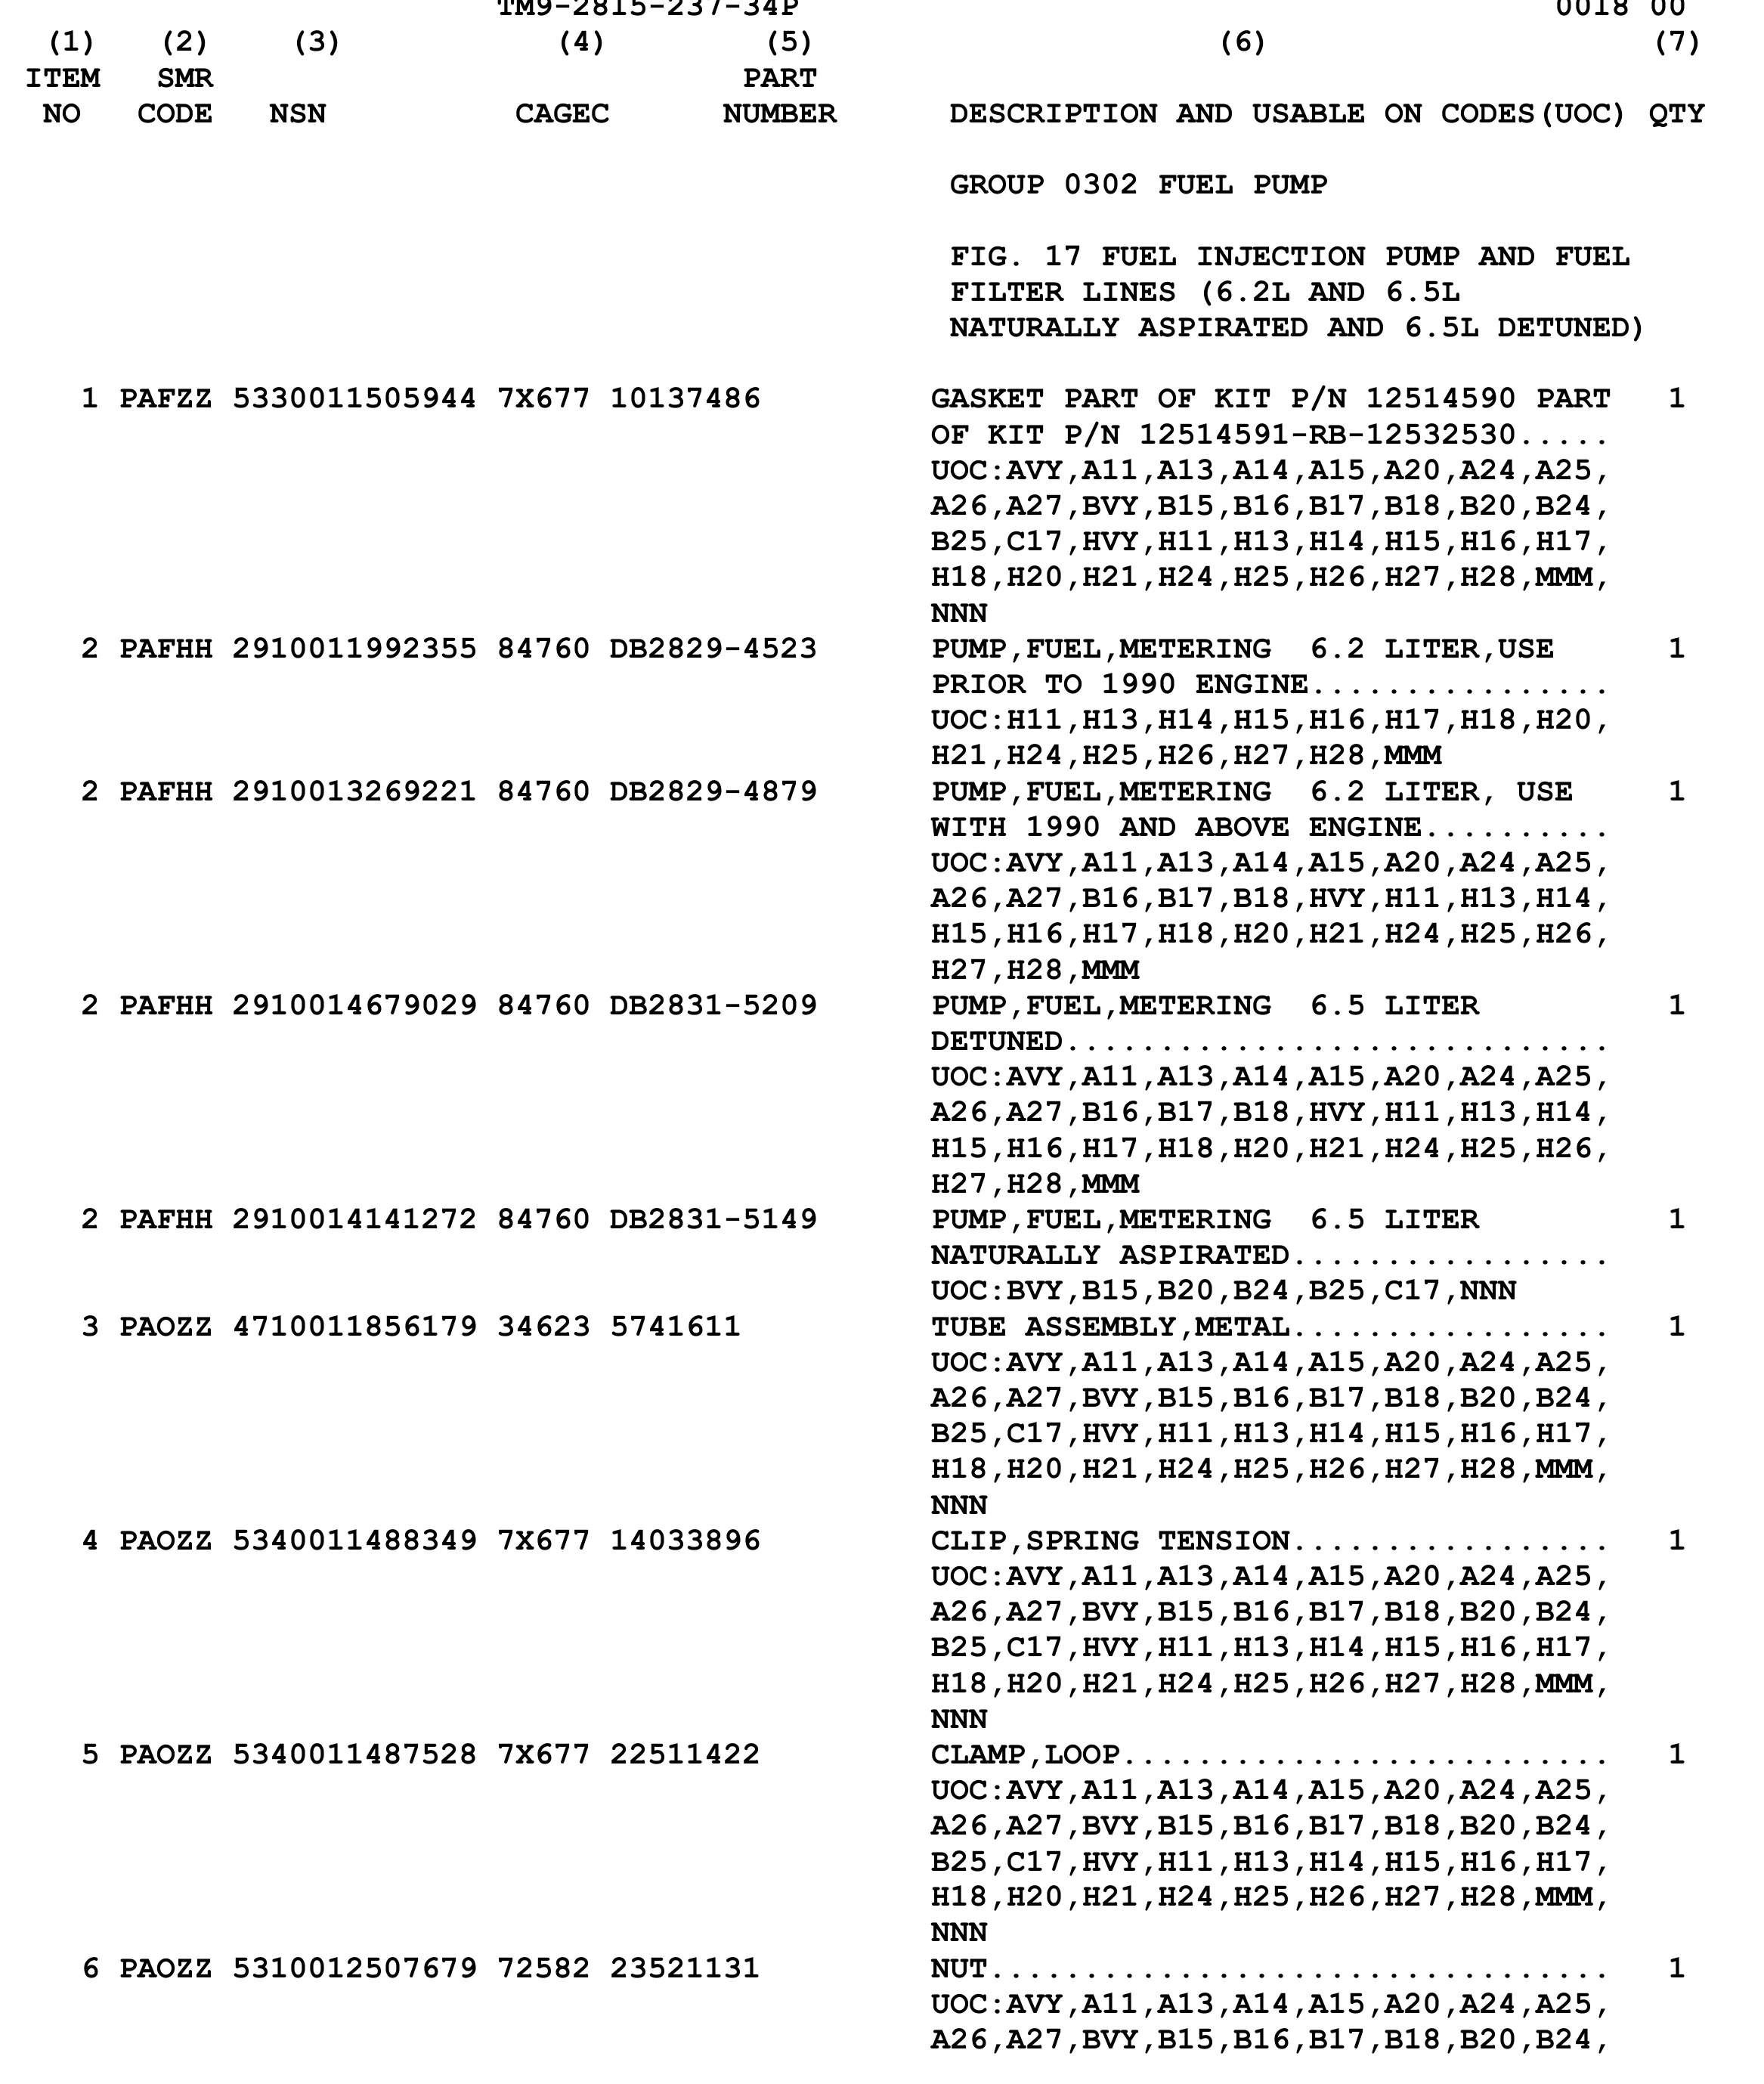 TM9-2815-237-34P 0018 00
(1) (2) (3) (4) (5) (6) (7)
ITEM SMR PART
NO CODE NSN CAGEC NUMBER DESCRIPTION AND USABLE ON CODES(UOC) QTY
GROUP 0302 FUEL PUMP
FIG. 17 FUEL INJECTION PUMP AND FUEL
FILTER LINES (6.2L AND 6.5L
NATURALLY ASPIRATED AND 6.5L DETUNED)
1 PAFZZ 5330011505944 7X677 10137486 GASKET PART OF KIT P/N 12514590 PART 1
OF KIT P/N 12514591-RB-12532530.....
UOC:AVY,A11,A13,A14,A15,A20,A24,A25,
A26,A27,BVY,B15,B16,B17,B18,B20,B24,
B25,C17,HVY,H11,H13,H14,H15,H16,H17,
H18,H20,H21,H24,H25,H26,H27,H28,MMM,
NNN
2 PAFHH 2910011992355 84760 DB2829-4523 PUMP,FUEL,METERING 6.2 LITER,USE 1
PRIOR TO 1990 ENGINE................
UOC:H11,H13,H14,H15,H16,H17,H18,H20,
H21,H24,H25,H26,H27,H28,MMM
2 PAFHH 2910013269221 84760 DB2829-4879 PUMP,FUEL,METERING 6.2 LITER, USE 1
WITH 1990 AND ABOVE ENGINE..........
UOC:AVY,A11,A13,A14,A15,A20,A24,A25,
A26,A27,B16,B17,B18,HVY,H11,H13,H14,
H15,H16,H17,H18,H20,H21,H24,H25,H26,
H27,H28,MMM
2 PAFHH 2910014679029 84760 DB2831-5209 PUMP,FUEL,METERING 6.5 LITER 1
DETUNED.............................
UOC:AVY,A11,A13,A14,A15,A20,A24,A25,
A26,A27,B16,B17,B18,HVY,H11,H13,H14,
H15,H16,H17,H18,H20,H21,H24,H25,H26,
H27,H28,MMM
2 PAFHH 2910014141272 84760 DB2831-5149 PUMP,FUEL,METERING 6.5 LITER 1
NATURALLY ASPIRATED.................
UOC:BVY,B15,B20,B24,B25,C17,NNN
3 PAOZZ 4710011856179 34623 5741611 TUBE ASSEMBLY,METAL................. 1
UOC:AVY,A11,A13,A14,A15,A20,A24,A25,
A26,A27,BVY,B15,B16,B17,B18,B20,B24,
B25,C17,HVY,H11,H13,H14,H15,H16,H17,
H18,H20,H21,H24,H25,H26,H27,H28,MMM,
NNN
4 PAOZZ 5340011488349 7X677 14033896 CLIP,SPRING TENSION................. 1
UOC:AVY,A11,A13,A14,A15,A20,A24,A25,
A26,A27,BVY,B15,B16,B17,B18,B20,B24,
B25,C17,HVY,H11,H13,H14,H15,H16,H17,
H18,H20,H21,H24,H25,H26,H27,H28,MMM,
NNN
5 PAOZZ 5340011487528 7X677 22511422 CLAMP,LOOP.......................... 1
UOC:AVY,A11,A13,A14,A15,A20,A24,A25,
A26,A27,BVY,B15,B16,B17,B18,B20,B24,
B25,C17,HVY,H11,H13,H14,H15,H16,H17,
H18,H20,H21,H24,H25,H26,H27,H28,MMM,
NNN
6 PAOZZ 5310012507679 72582 23521131 NUT................................. 1
UOC:AVY,A11,A13,A14,A15,A20,A24,A25,
A26,A27,BVY,B15,B16,B17,B18,B20,B24,